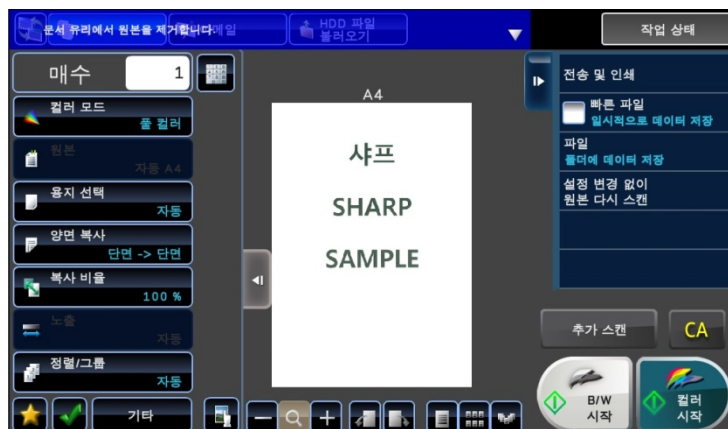 문서 유리에서 원본을 제거합니다.
메일
HDD 파일
불러오기
작업 상태
매수
1
컬러 모드
풀 컬러
원본
자동 A4
용지 선택
자동
양면 복사
단면 -> 단면
복사 비율
100 %
노출
자동
정렬/그룹
자동
기타
A4
샤프
SHARP
SAMPLE
전송 및 인쇄
빠른 파일
일시적으로 데이터 저장
파일
폴더에 데이터 저장
설정 변경 없이
원본 다시 스캔
추가 스캔
CA
B/W
시작
컬러
시작